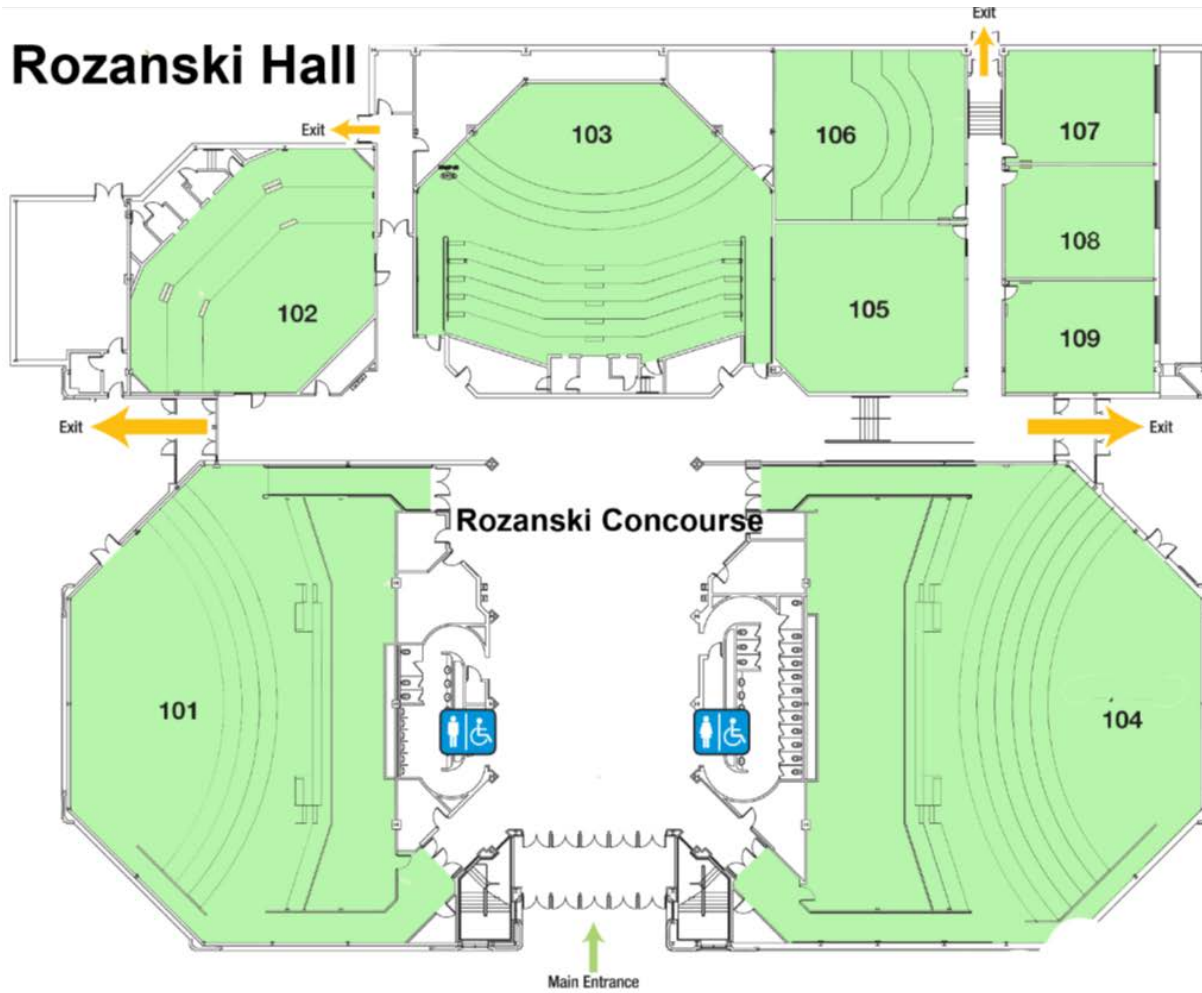 Exit
Rozanski Hall
Exit
103
106
107
108
102
105
109
Exit
Exit
Rozanski Concourse
101
104
Main Entrance